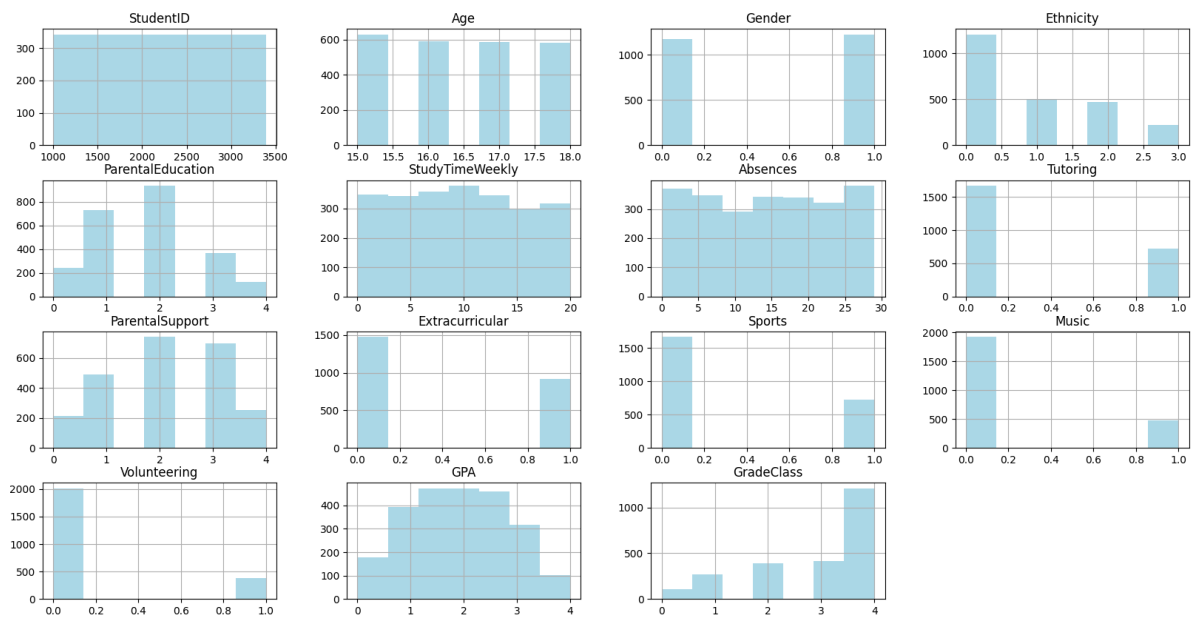 StudentID
300
200
100
0
1000 1500 2000 2500 3000 3500
Age
600
400
200
0
15.0 15.5 16.0 16.5 17.0 17.5 18.0
Gender
1000
500
0
0.0 0.2 0.4 0.6 0.8 1.0
Ethnicity
1000
500
0
0.0 0.5 1.0 1.5 2.0 2.5 3.0
ParentalEducation
800
600
400
200
0
0 1 2 3 4
StudyTimeWeekly
300
200
100
0
0 5 10 15 20
Absences
300
200
100
0
0 5 10 15 20 25 30
Tutoring
1500
1000
500
0
0.0 0.2 0.4 0.6 0.8 1.0
ParentalSupport
600
400
200
0
0 1 2 3 4
Extracurricular
1500
1000
500
0
0.0 0.2 0.4 0.6 0.8 1.0
Sports
1500
1000
500
0
0.0 0.2 0.4 0.6 0.8 1.0
Music
2000
1500
1000
500
0
0.0 0.2 0.4 0.6 0.8 1.0
Volunteering
2000
1500
1000
500
0
0.0 0.2 0.4 0.6 0.8 1.0
GPA
400
300
200
100
0
0 1 2 3 4
GradeClass
1000
500
0
0 1 2 3 4